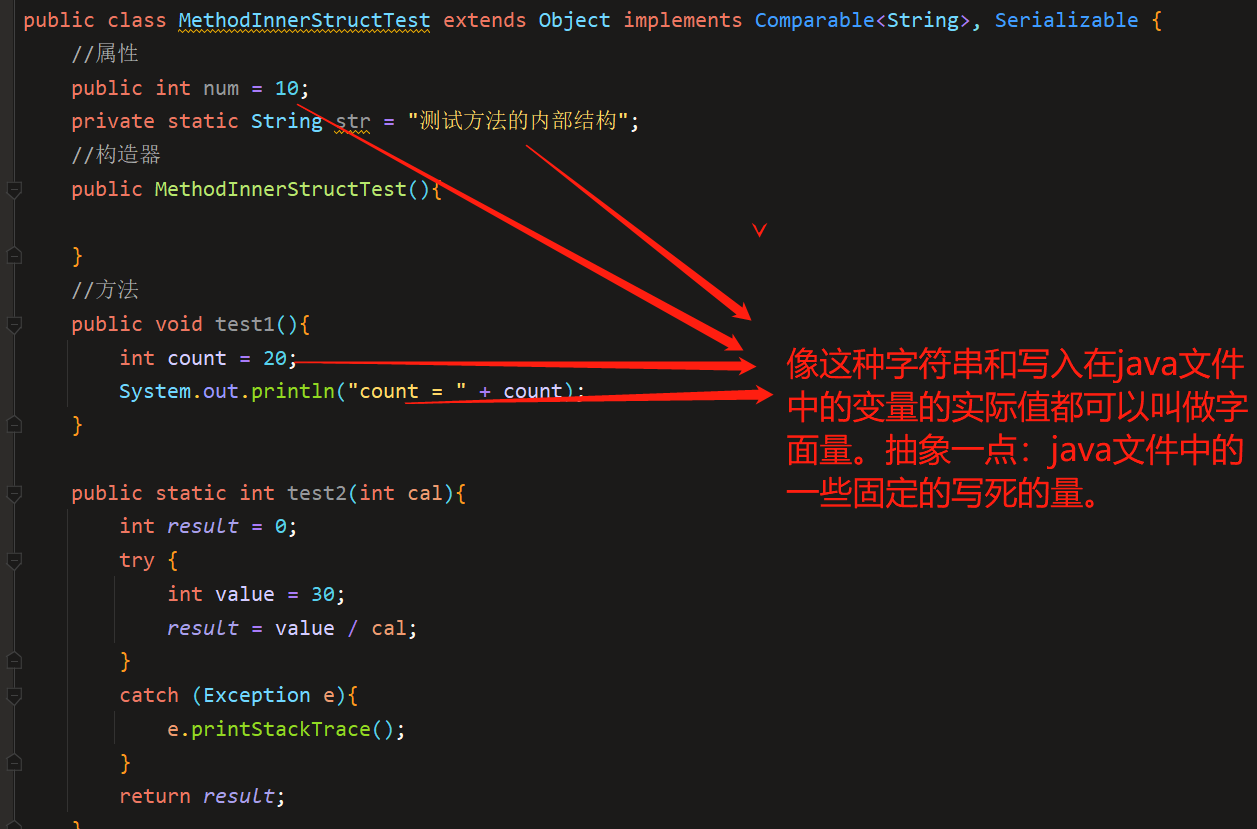 public class MethodInnerStructTest extends Object implements Comparable<String>, Serializable {
//属性
public int num = 10;
private static String str = "测试方法的内部结构";
//构造器
public MethodInnerStructTest(){
}
//方法
public void test1(){
int count = 20;
System.out.println("count = " + count);
像这种字符串和写入在java文件
中的变量的实际值都可以叫做字
面量。抽象一点：java文件中的
一些固定的写死的量。
}
public static int test2(int cal){
int result = 0;
try {
int value = 30;
result = value / cal;
}
catch (Exception e){
e.printStackTrace();
}
return result;
}